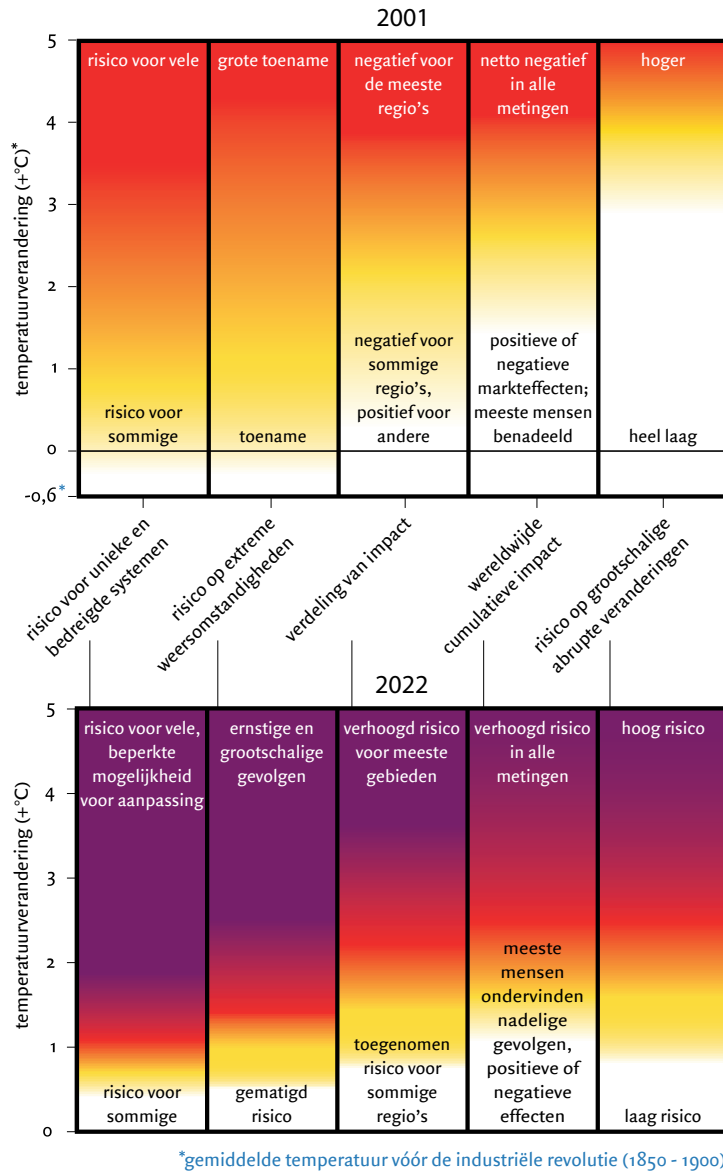 2001
temperatuurverandering (+°C)*
5
4
3
2
1
0
-0,6*
risico voor vele
risico voor
sommige
grote toename
toename
negatief voor
de meeste
regio's
negatief voor
sommige
regio's,
positief voor
andere
netto negatief
in alle
metingen
positieve of
negatieve
markteffecten;
meeste mensen
benadeeld
hoger
heel laag
risico voor unieke en
bedreigde systemen
risico op extreme
weersomstandigheden
verdeling van impact
wereldwijde
cumulatieve impact
risico op grootschalige
abrupte veranderingen
2022
temperatuurverandering (+°C)
5
4
3
2
1
0
risico voor vele,
beperkte
mogelijkheid
voor aanpassing
risico voor
sommige
ernstige en
grootschalige
gevolgen
gematigd
risico
verhoogd risico
voor meeste
gebieden
toegenomen
risico voor
sommige
regio's
verhoogd risico
in alle
metingen
meeste
mensen
ondervinden
nadelige
gevolgen,
positieve of
negatieve
effecten
hoog risico
laag risico
*gemiddelde temperatuur vóór de industriële revolutie (1850 - 1900)